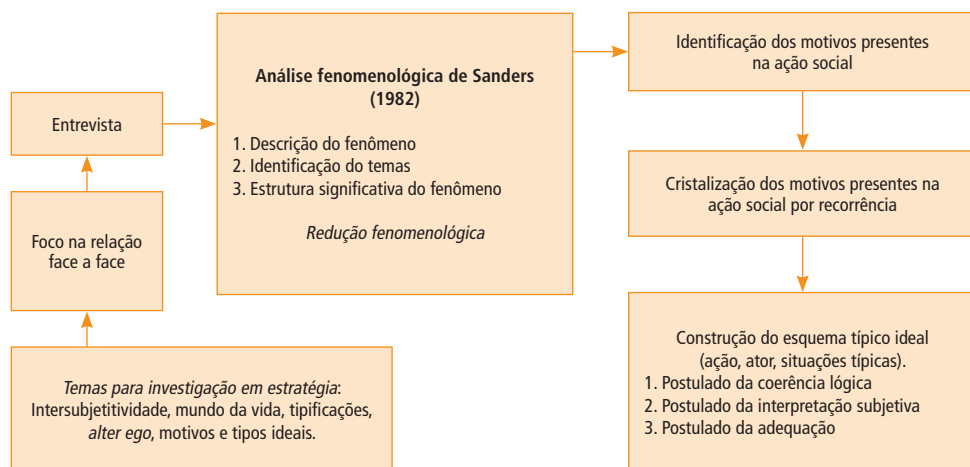 Temas para investigação em estratégia:
Intersubjetitividade, mundo da vida, tipificações,
alter ego, motivos e tipos ideais.
Foco na relação
face a face
Entrevista
Análise fenomenológica de Sanders
(1982)
1. Descrição do fenômeno
2. Identificação do temas
3. Estrutura significativa do fenômeno
Redução fenomenológica
Identificação dos motivos presentes
na ação social
Cristalização dos motivos presentes na
ação social por recorrência
Construção do esquema típico ideal
(ação, ator, situações típicas).
1. Postulado da coerência lógica
2. Postulado da interpretação subjetiva
3. Postulado da adequação